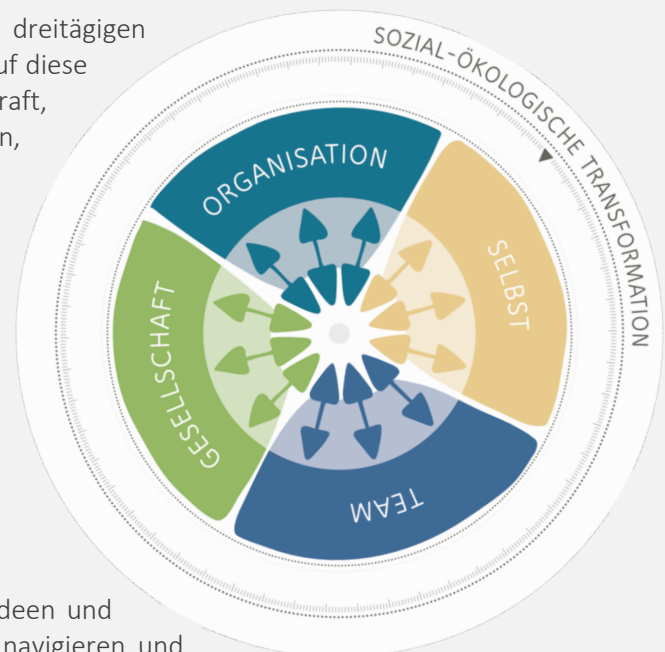 dreitägigen
uf diese
raft,
n,
SOZIAL-ÖKOLOGISCHE TRANSFORMATION
ORGANISATION
SELBST
GESELLSCHAFT
TEAM
deen und
navigieren und